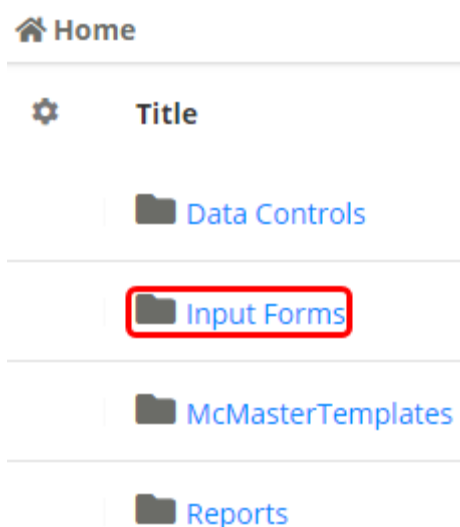 Home
Title
Data Controls
Input Forms
McMasterTemplates
Reports